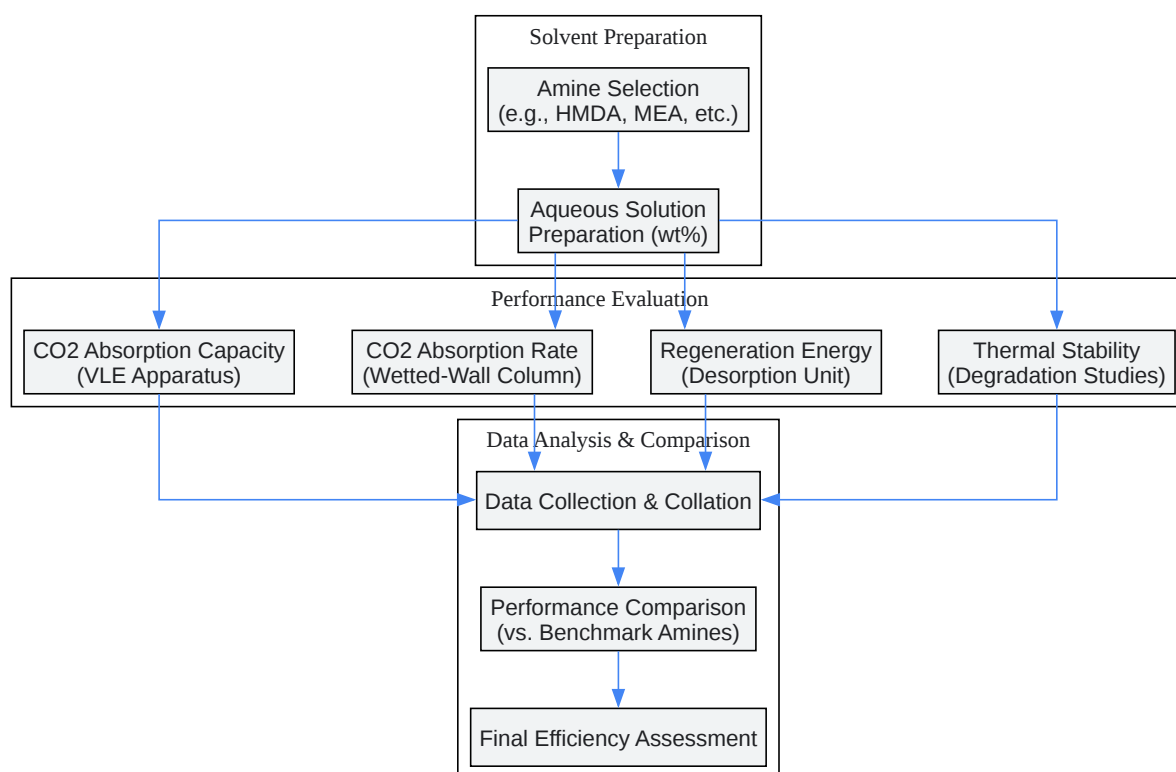 Solvent Preparation
Amine Selection
(e.g., HMDA, MEA, etc.)
Aqueous Solution
Preparation (wt%)
Performance Evaluation
CO2 Absorption Capacity
(VLE Apparatus)
CO2 Absorption Rate
(Wetted-Wall Column)
Regeneration Energy
(Desorption Unit)
Thermal Stability
(Degradation Studies)
Data Analysis & Comparison
Data Collection & Collation
Performance Comparison
(vs. Benchmark Amines)
Final Efficiency Assessment